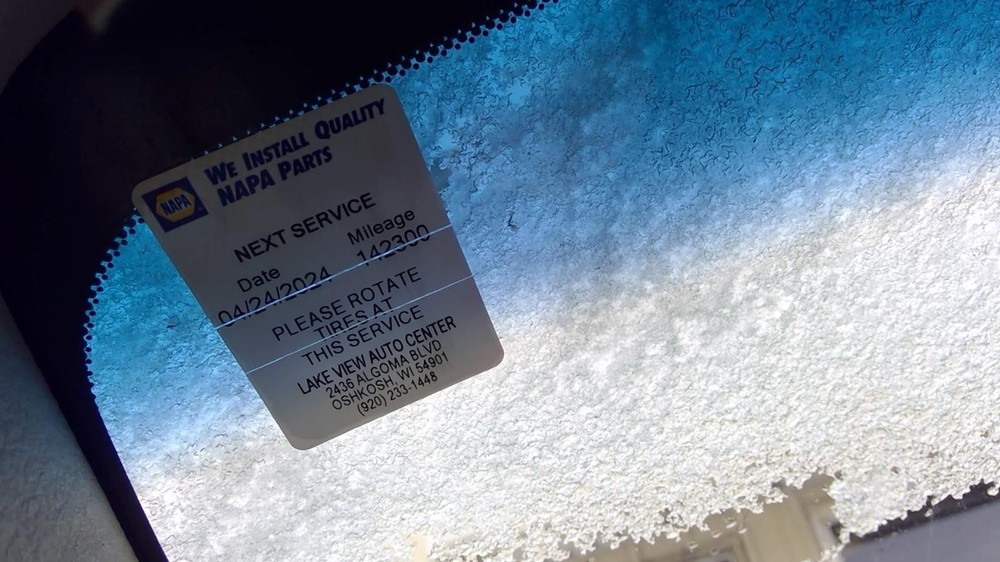 WE INSTALL QUALITY
NAPA PARTS
NAPA
NEXT SERVICE
Date Mileage
04/24/2024 142300
PLEASE ROTATE
TIRES AT
THIS SERVICE
LAKE VIEW AUTO CENTER
2436 ALGOMA BLVD
OSHKOSH, WI 54901
(920) 233-1448